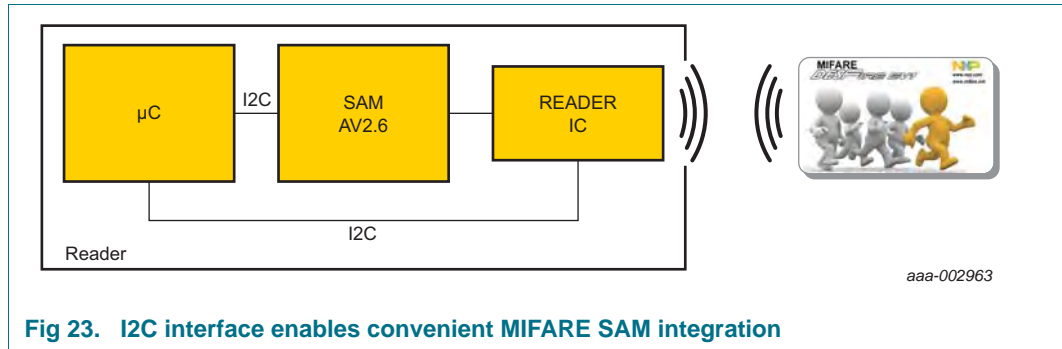 µC
I2C
SAM
AV2.6
READER
IC
I2C
Reader
MIFARE
NXP
aaa-002963
Fig 23. I2C interface enables convenient MIFARE SAM integration